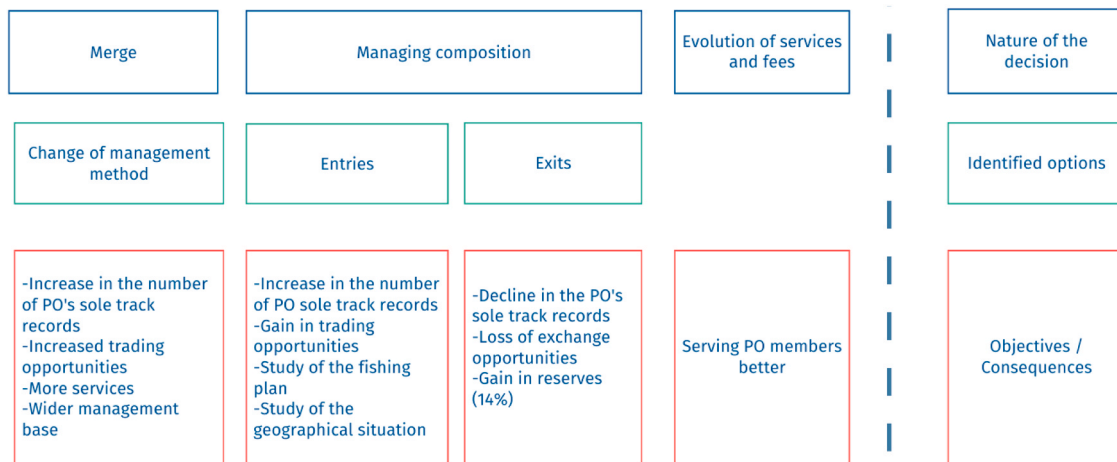 Merge
Managing composition
Evolution of services
and fees
Nature of the
decision
Change of management
method
Entries
Exits
Identified options
-Increase in the number
of PO's sole track
records
-Increased trading
opportunities
-More services
-Wider management
base
-Increase in the number
of PO sole track records
-Gain in trading
opportunities
-Study of the fishing
plan
-Study of the
geographical situation
-Decline in the PO's
sole track records
-Loss of exchange
opportunities
-Gain in reserves
(14%)
Serving PO members
better
Objectives /
Consequences